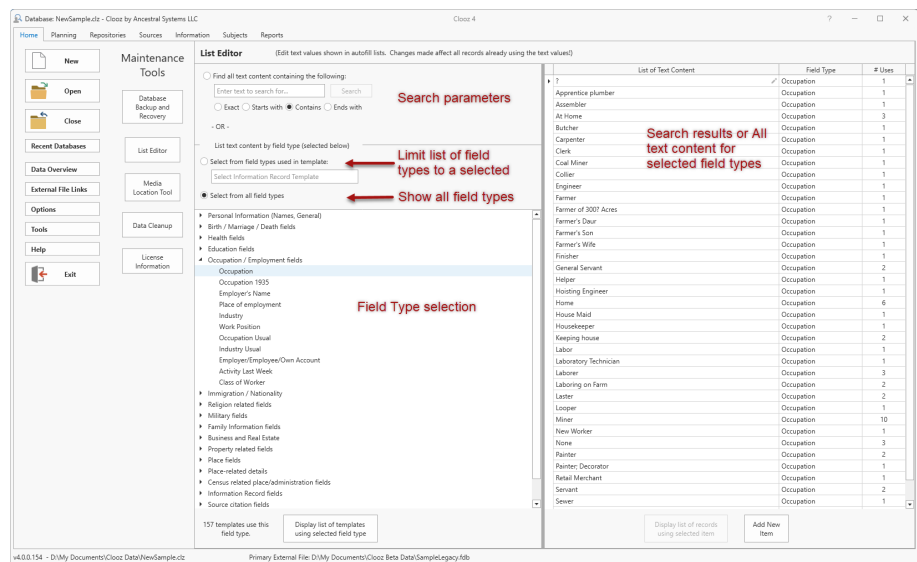 Database: NewSample.clz - Clooz by Ancestral Systems LLC
Clooz 4
Home Planning Repositories Sources Information Subjects Reports
New
Open
Close
Recent Databases
Data Overview
External File Links
Options
Tools
Help
Exit
Maintenance
Tools
Database
Backup and
Recovery
List Editor
Media
Location Tool
Data Cleanup
License
Information
List Editor (Edit text values shown in autofill lists. Changes made affect all records already using the text values!)
Find all text content containing the following:
Enter text to search for... Search
Exact Starts with Contains Ends with
Search parameters
- OR -
List text content by field type (selected below)
Select from field types used in template:
Select Information Record Template
Limit list of field
types to a selected
Select from all field types
Show all field types
Personal Information (Names, General)
Birth / Marriage / Death fields
Health fields
Education fields
Occupation / Employment fields
Occupation
Occupation 1935
Employer's Name
Place of employment
Industry
Work Position
Occupation Usual
Industry Usual
Employer/Employee/Own Account
Activity Last Week
Class of Worker
Field Type selection
Immigration / Nationality
Religion related fields
Military fields
Family Information fields
Business and Real Estate
Property related fields
Place fields
Place-related details
Census related place/administration fields
Information Record fields
Source citation fields
157 templates use this
field type.
Display list of templates
using selected field type
List of Text Content Field Type # Uses
? Occupation 1
Apprentice plumber Occupation 1
Assembler Occupation 1
At Home Occupation 3
Butcher Occupation 1
Carpenter Occupation 1
Clerk Occupation 1
Coal Miner Occupation 1
Collier Occupation 1
Engineer Occupation 1
Farmer Occupation 1
Farmer of 300? Acres Occupation 1
Farmer's Daur Occupation 1
Farmer's Son Occupation 1
Farmer's Wife Occupation 1
Finisher Occupation 1
General Servant Occupation 2
Helper Occupation 1
Hoisting Engineer Occupation 1
Home Occupation 6
House Maid Occupation 1
Housekeeper Occupation 1
Keeping house Occupation 2
Labor Occupation 1
Laboratory Technician Occupation 1
Laborer Occupation 3
Laboring on Farm Occupation 2
Laster Occupation 2
Looper Occupation 1
Miner Occupation 10
New Worker Occupation 1
None Occupation 3
Painter Occupation 2
Painter; Decorator Occupation 1
Retail Merchant Occupation 1
Servant Occupation 2
Sewer Occupation 1
Search results or All
text content for
selected field types
Display list of records
using selected item
Add New
Item
v4.0.0.154 - D:\My Documents\Clooz Data\NewSample.clz Primary External File: D:\My Documents\Clooz Beta Data\SampleLegacy.fdb